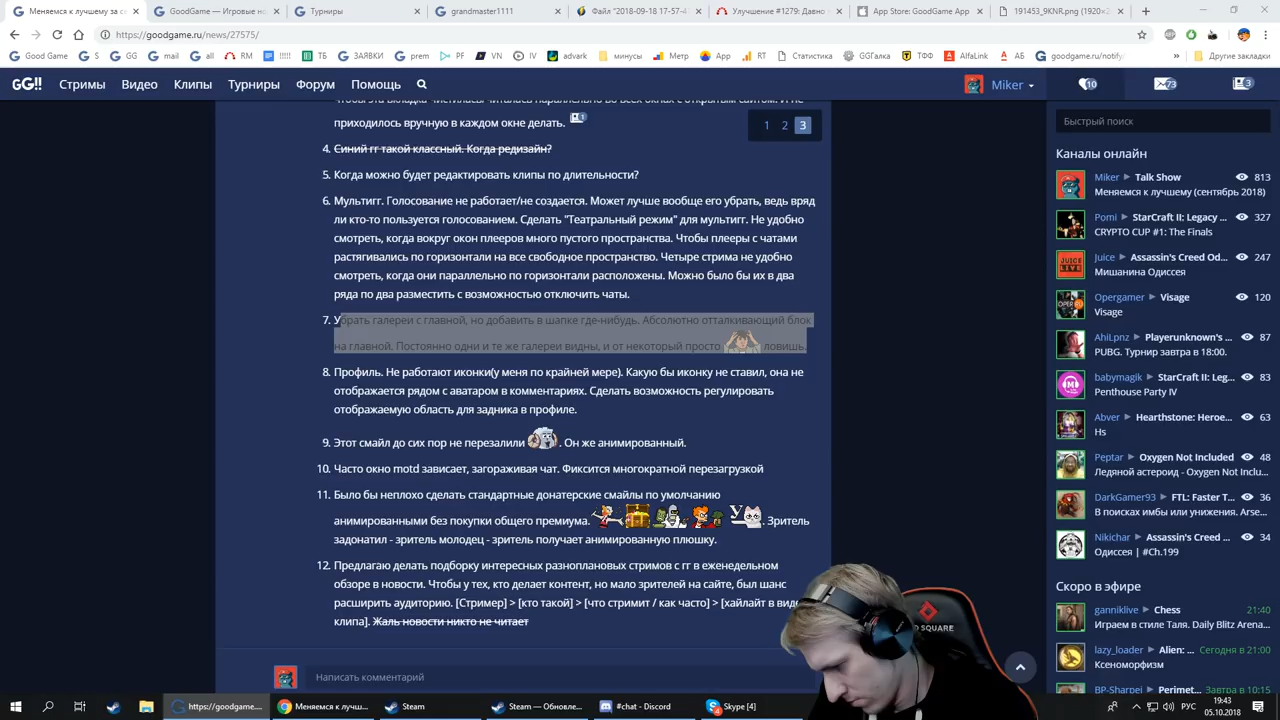 Меняемся к лучшему (се
GoodGame — Игровые но
Турниры
grandmaster1111
Файл "2018-09-18 17-57-4
Улучшение #1279: Давно
App Store: GoodGame App
191453_9KNR.png (1920×2
https://goodgame.ru/news/27575/
Good Game
S
GG
mail
all
RM
!!!!
ТБ
ЗАЯВКИ
prem
PF
VN
IV
advark
минусы
Метро
App
RT
Статистика
GGГалка
ТФФ
AlfaLink
АБ
goodgame.ru/notify
Другие закладки
GG!!
Стримы
Видео
Клипы
Турниры
Форум
Помощь
Miker
10
73
3
приходилось вручную в каждом окне делать.
1 2 3
4. Синий гг такой классный. Когда редизайн?
5. Когда можно будет редактировать клипы по длительности?
6. Мультигг. Голосование не работает/не создается. Может лучше вообще его убрать, ведь вряд
ли кто-то пользуется голосованием. Сделать "Театральный режим" для мультигг. Не удобно
смотреть, когда вокруг окон плееров много пустого пространства. Чтобы плееры с чатами
растягивались по горизонтали на все свободное пространство. Четыре стрима не удобно
смотреть, когда они параллельно по горизонтали расположены. Можно было бы их в два
ряда по два разместить с возможностью отключить чаты.
7. Убрать галереи с главной, но добавить в шапке где-нибудь. Абсолютно отталкивающий блок
на главной. Постоянно одни и те же галереи видны, и от некоторый просто ловишь.
8. Профиль. Не работают иконки(у меня по крайней мере). Какую бы иконку не ставил, она не
отображается рядом с аватаром в комментариях. Сделать возможность регулировать
отображаемую область для задника в профиле.
9. Этот смайл до сих пор не перезалили . Он же анимированный.
10. Часто окно motd зависает, загораживая чат. Фиксится многократной перезагрузкой
11. Было бы неплохо сделать стандартные донатерские смайлы по умолчанию
анимированными без покупки общего премиума. У . Зритель
задонатил - зритель молодец - зритель получает анимированную плюшку.
12. Предлагаю делать подборку интересных разноплановых стримов с гг в еженедельном
обзоре в новости. Чтобы у тех, кто делает контент, но мало зрителей на сайте, был шанс
расширить аудиторию. [Стример] > [кто такой] > [что стримит / как часто] > [хайлайт в виде
клипа]. Жаль новости никто не читает
Написать комментарий
Быстрый поиск
Каналы онлайн
Miker Talk Show 813
Меняемся к лучшему (сентябрь 2018)
Pomi StarCraft II: Legacy ... 327
CRYPTO CUP #1: The Finals
Juice Assassin's Creed Od... 247
Мишанина Одиссея
Opergamer Visage 120
Visage
AhiLpnz Playerunknown's ... 87
PUBG. Турнир завтра в 18:00.
babymagik StarCraft II: Leg... 83
Penthouse Party IV
Abver Hearthstone: Heroe... 63
Hs
Peptar Oxygen Not Included 48
Ледяной астероид - Oxygen Not Inclu...
DarkGamer93 FTL: Faster T... 36
В поисках имбы или унижения. Arse...
Nikichar Assassin's Creed ... 34
Одиссея | #Ch.199
Скоро в эфире
ganniklive Chess 21:40
Играем в стиле Таля. Daily Blitz Arena...
lazy_loader Alien: ... Сегодня в 21:00
Ксеноморфизм
BP-Sharpei Perimet... Завтра в 10:15
JUICE
LIVE
SQUARE
https://goodgame....
Меняемся к лучш...
Steam
Steam — Обновле...
#chat - Discord
Skype [4]
РУС
19:43
05.10.2018